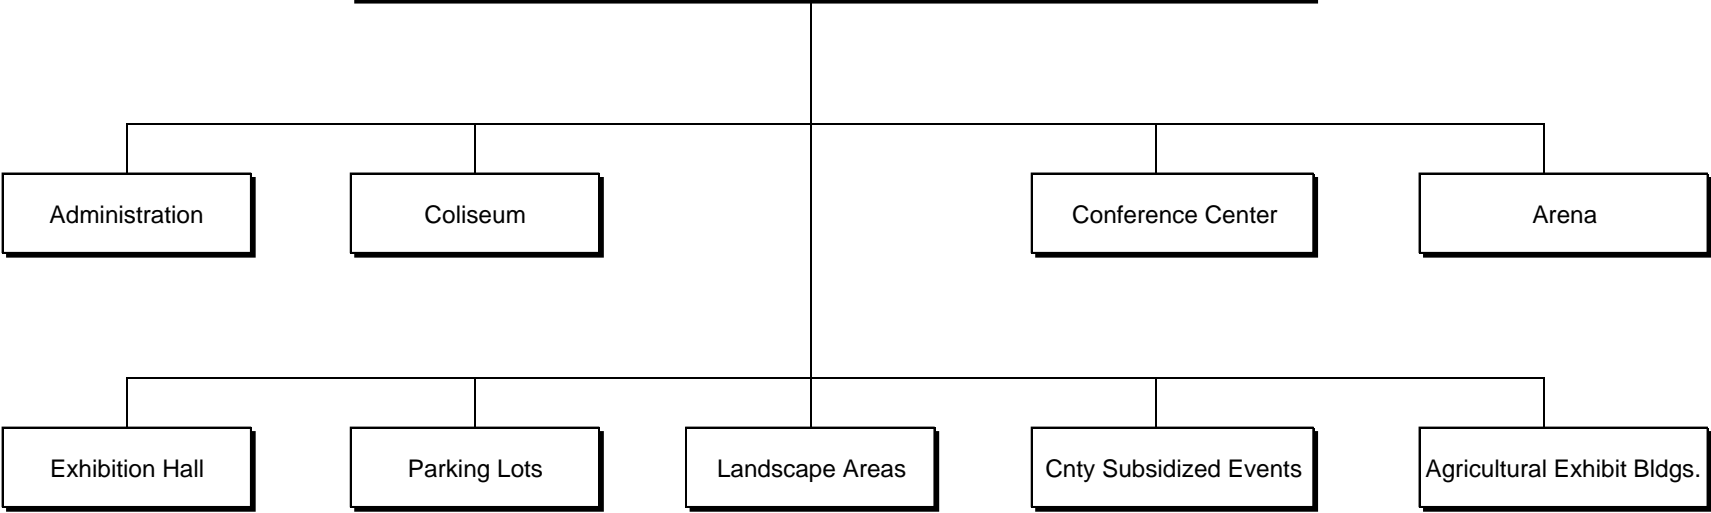 Administration
Coliseum
Conference Center
Arena
Exhibition Hall
Parking Lots
Landscape Areas
Cnty Subsidized Events
Agricultural Exhibit Bldgs.